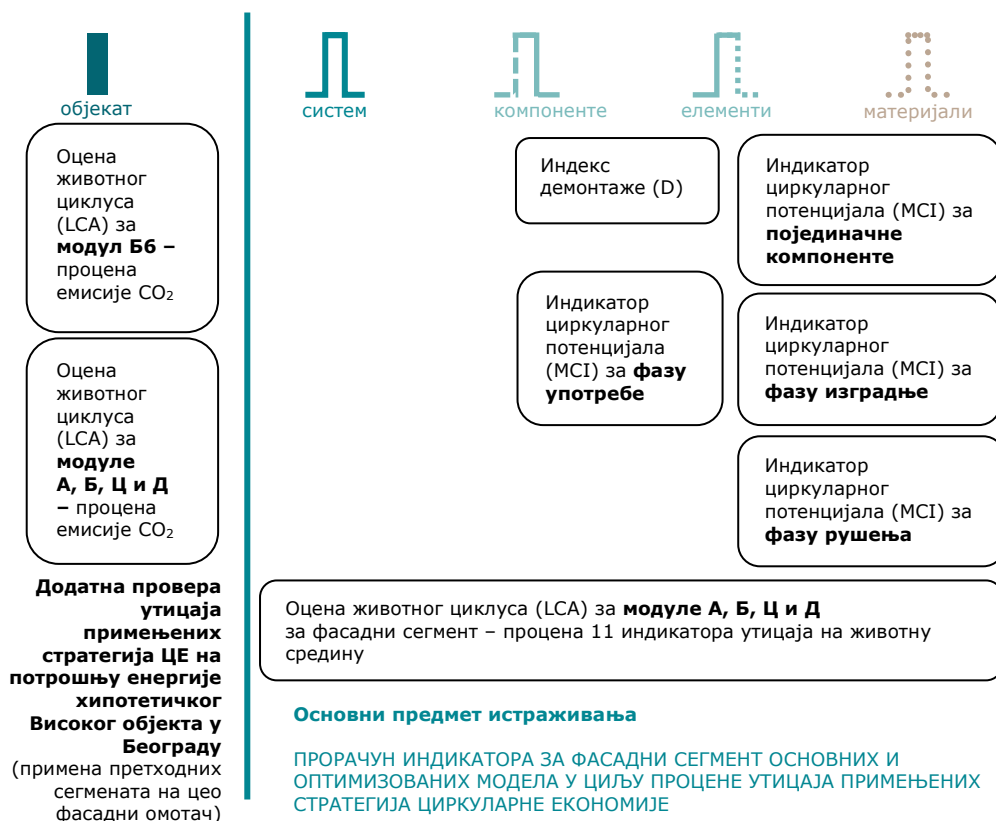 објекат
Оцена
животног
циклуса
(LCA) за
модул Б6 –
процена
емисије CO₂
Оцена
животног
циклуса
(LCA) за
модуле
А, Б, Ц и Д
– процена
емисије CO₂
Додатна провера
утицаја
примењених
стратегија ЦЕ на
потрошњу енергије
хипотетичког
Високог објекта у
Београду
(примена претходних
сегмената на цео
фасадни омотач)
систем
компоненте
елементи
материјали
Индекс
демонтаже (D)
Индикатор
циркуларног
потенцијала
(MCI) за фазу
употребе
Индикатор
циркуларног
потенцијала (MCI) за
појединачне
компоненте
Индикатор
циркуларног
потенцијала (MCI) за
фазу изградње
Индикатор
циркуларног
потенцијала (MCI) за
фазу рушења
Оцена животног циклуса (LCA) за модуле А, Б, Ц и Д
за фасадни сегмент – процена 11 индикатора утицаја на животну
средину
Основни предмет истраживања
ПРОРАЧУН ИНДИКАТОРА ЗА ФАСАДНИ СЕГМЕНТ ОСНОВНИХ И
ОПТИМИЗОВАНИХ МОДЕЛА У ЦИЉУ ПРОЦЕНЕ УТИЦАЈА ПРИМЕЊЕНИХ
СТРАТЕГИЈА ЦИРКУЛАРНЕ ЕКОНОМИЈЕ